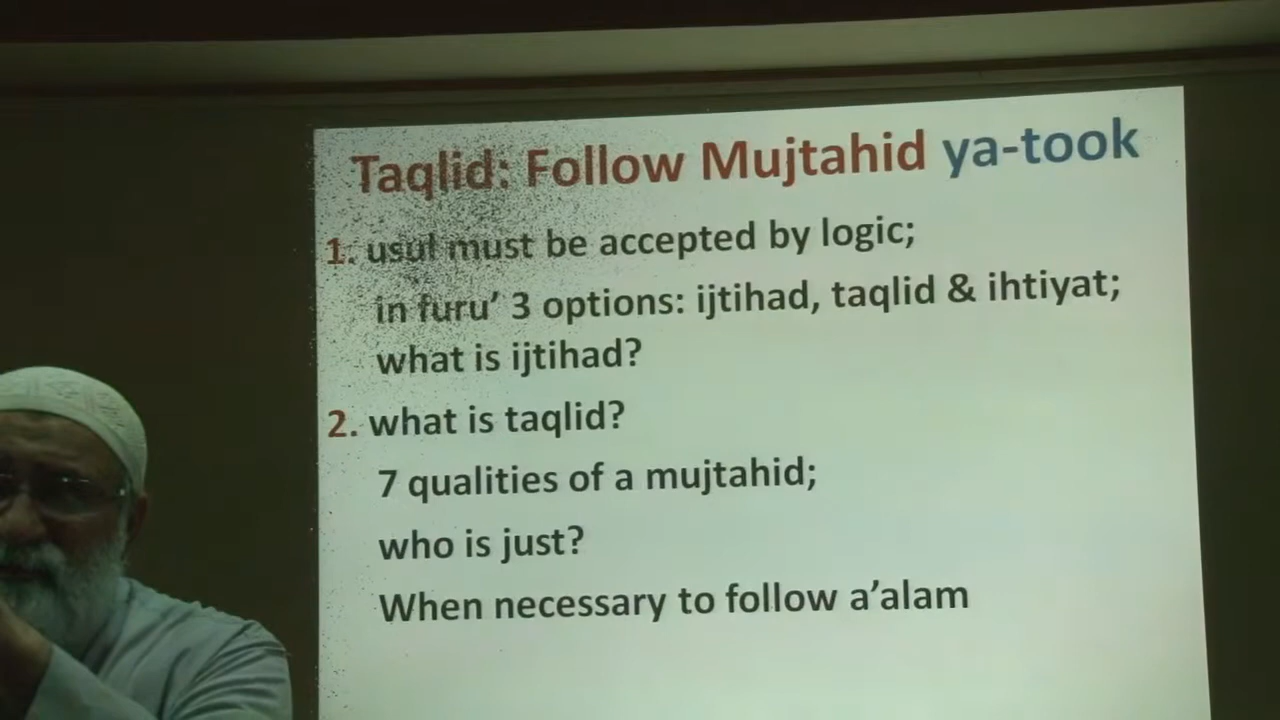 Taqlid: Follow Mujtahid ya-took
1. usul must be accepted by logic;
in furu’ 3 options: ijtihad, taqlid & ihtiyat;
what is ijtihad?
2. what is taqlid?
7 qualities of a mujtahid;
who is just?
When necessary to follow a’alam